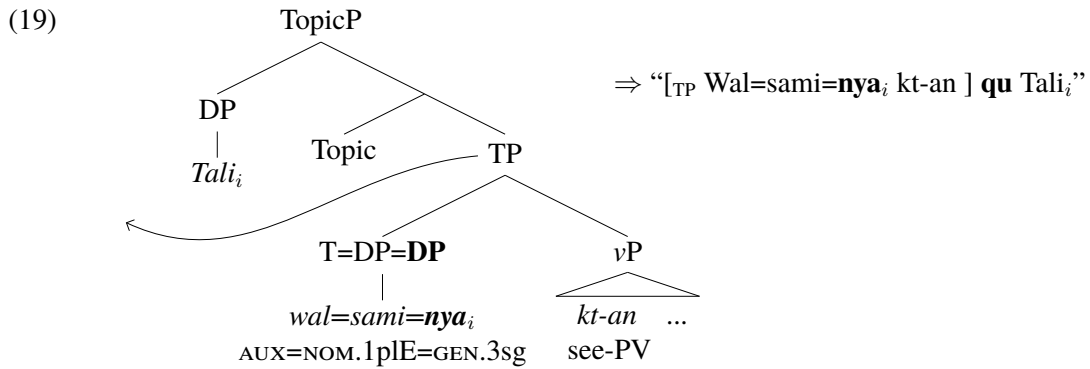 (19)
TopicP
⇒ “[TP Wal=sami=nyai kt-an ] qu Talii”
DP
Topic
TP
Talii
T=DP=DP
vP
wal=sami=nyai
kt-an ...
AUX=NOM.1plE=GEN.3sg
see-PV